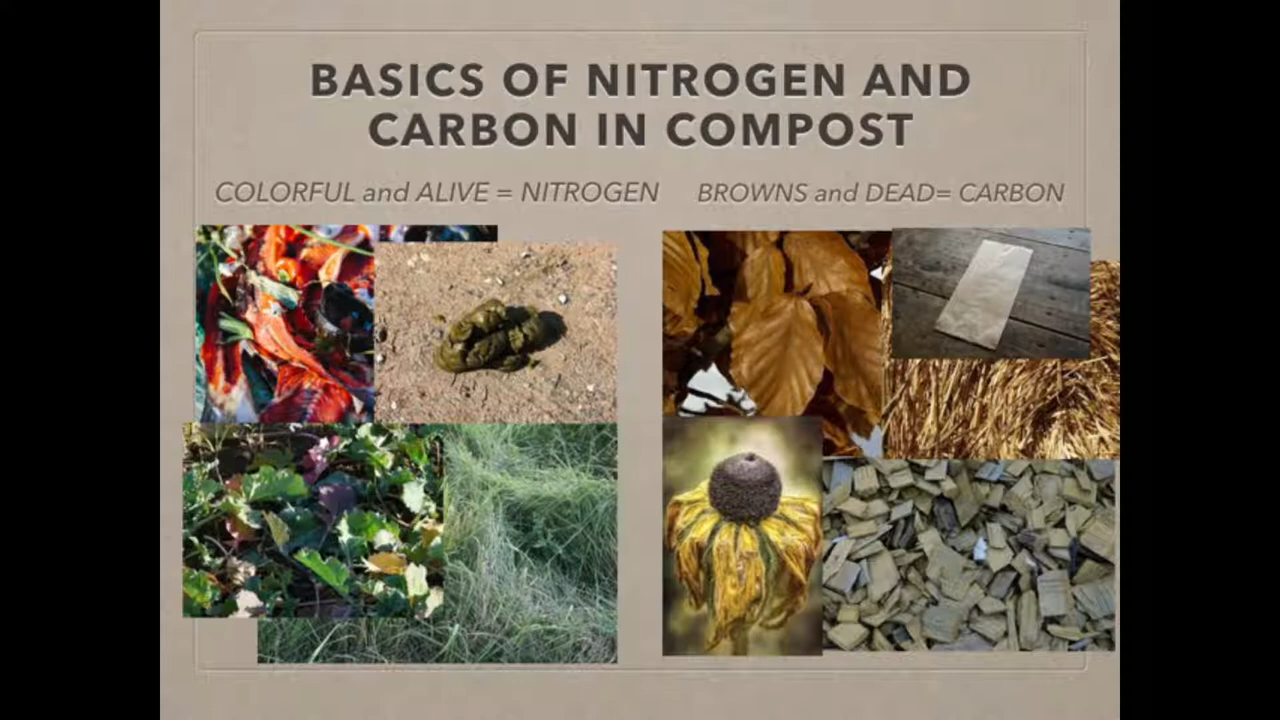 BASICS OF NITROGEN AND
CARBON IN COMPOST
COLORFUL and ALIVE = NITROGEN
BROWNS and DEAD= CARBON